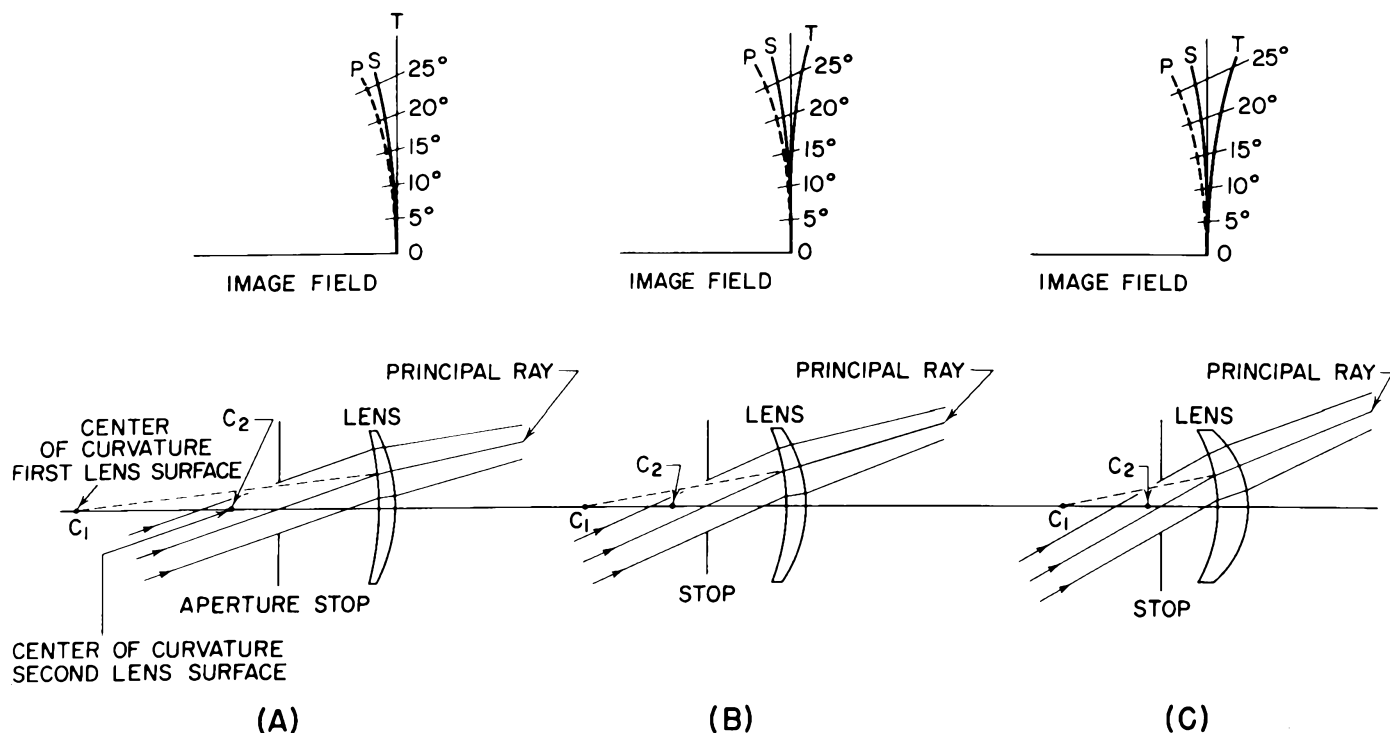 T
P S
25°
20°
15°
10°
5°
0
IMAGE FIELD
P S T
25°
20°
15°
10°
5°
0
IMAGE FIELD
P S T
25°
20°
15°
10°
5°
0
IMAGE FIELD
PRINCIPAL RAY
LENS
C₂
CENTER
OF CURVATURE
FIRST LENS SURFACE
C₁
APERTURE STOP
CENTER OF CURVATURE
SECOND LENS SURFACE
(A)
PRINCIPAL RAY
LENS
C₂
C₁
STOP
(B)
PRINCIPAL RAY
LENS
C₂
C₁
STOP
(C)